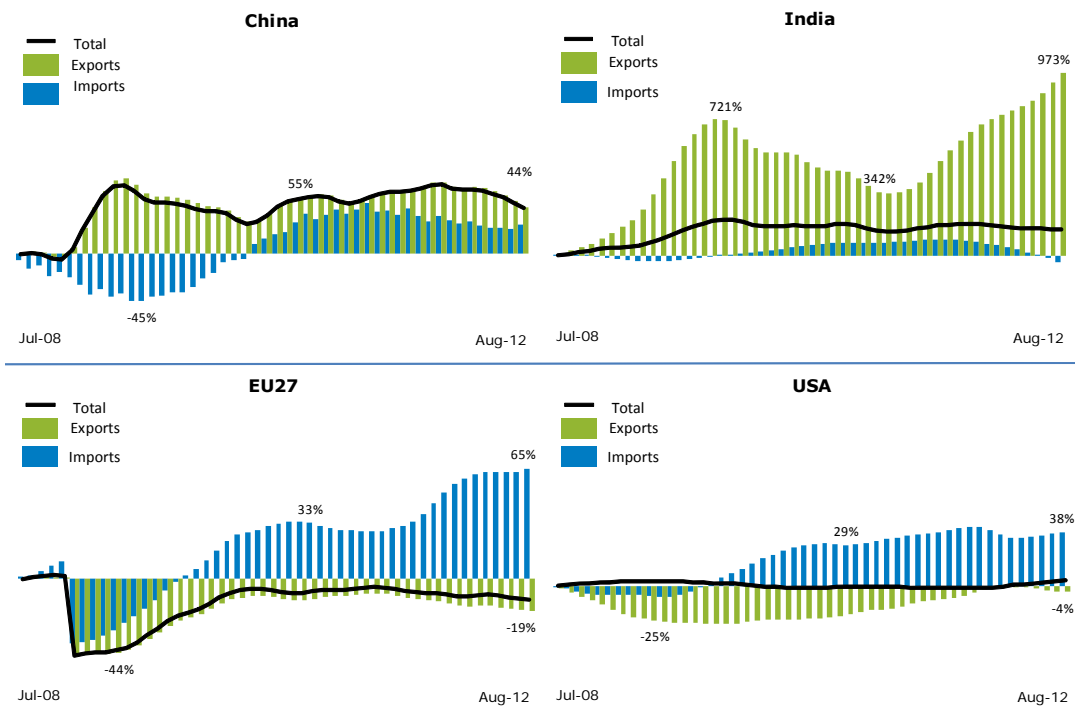 China
Total
Exports
Imports
55%
44%
-45%
Jul-08
Aug-12
India
Total
Exports
Imports
973%
721%
342%
Jul-08
Aug-12
EU27
Total
Exports
Imports
65%
33%
-19%
-44%
Jul-08
Aug-12
USA
Total
Exports
Imports
38%
29%
-4%
-25%
Jul-08
Aug-12